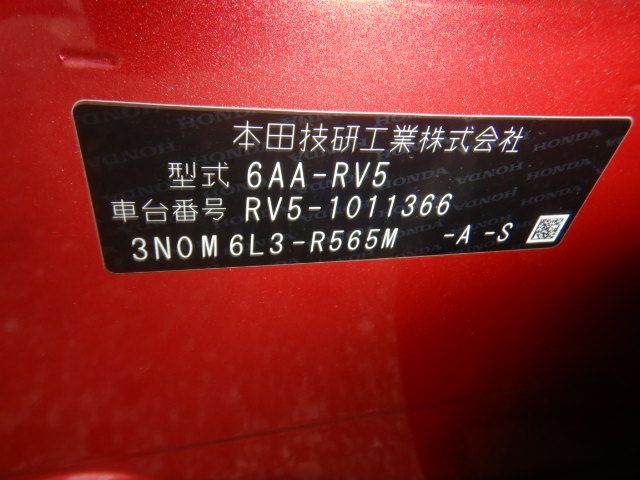 本田技研工業株式会社
型式 6AA-RV5
車台番号 RV5-1011366
3N0M6L3-R565M -A -S